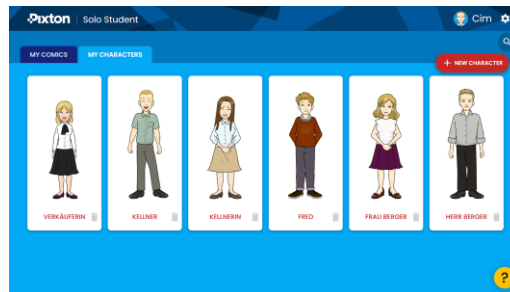 Pixton Solo Student Cim
MY COMICS MY CHARACTERS
+ NEW CHARACTER
VERKÄUFERIN KELLNER KELLNERIN FRED FRAU BERGER HERR BERGER
?